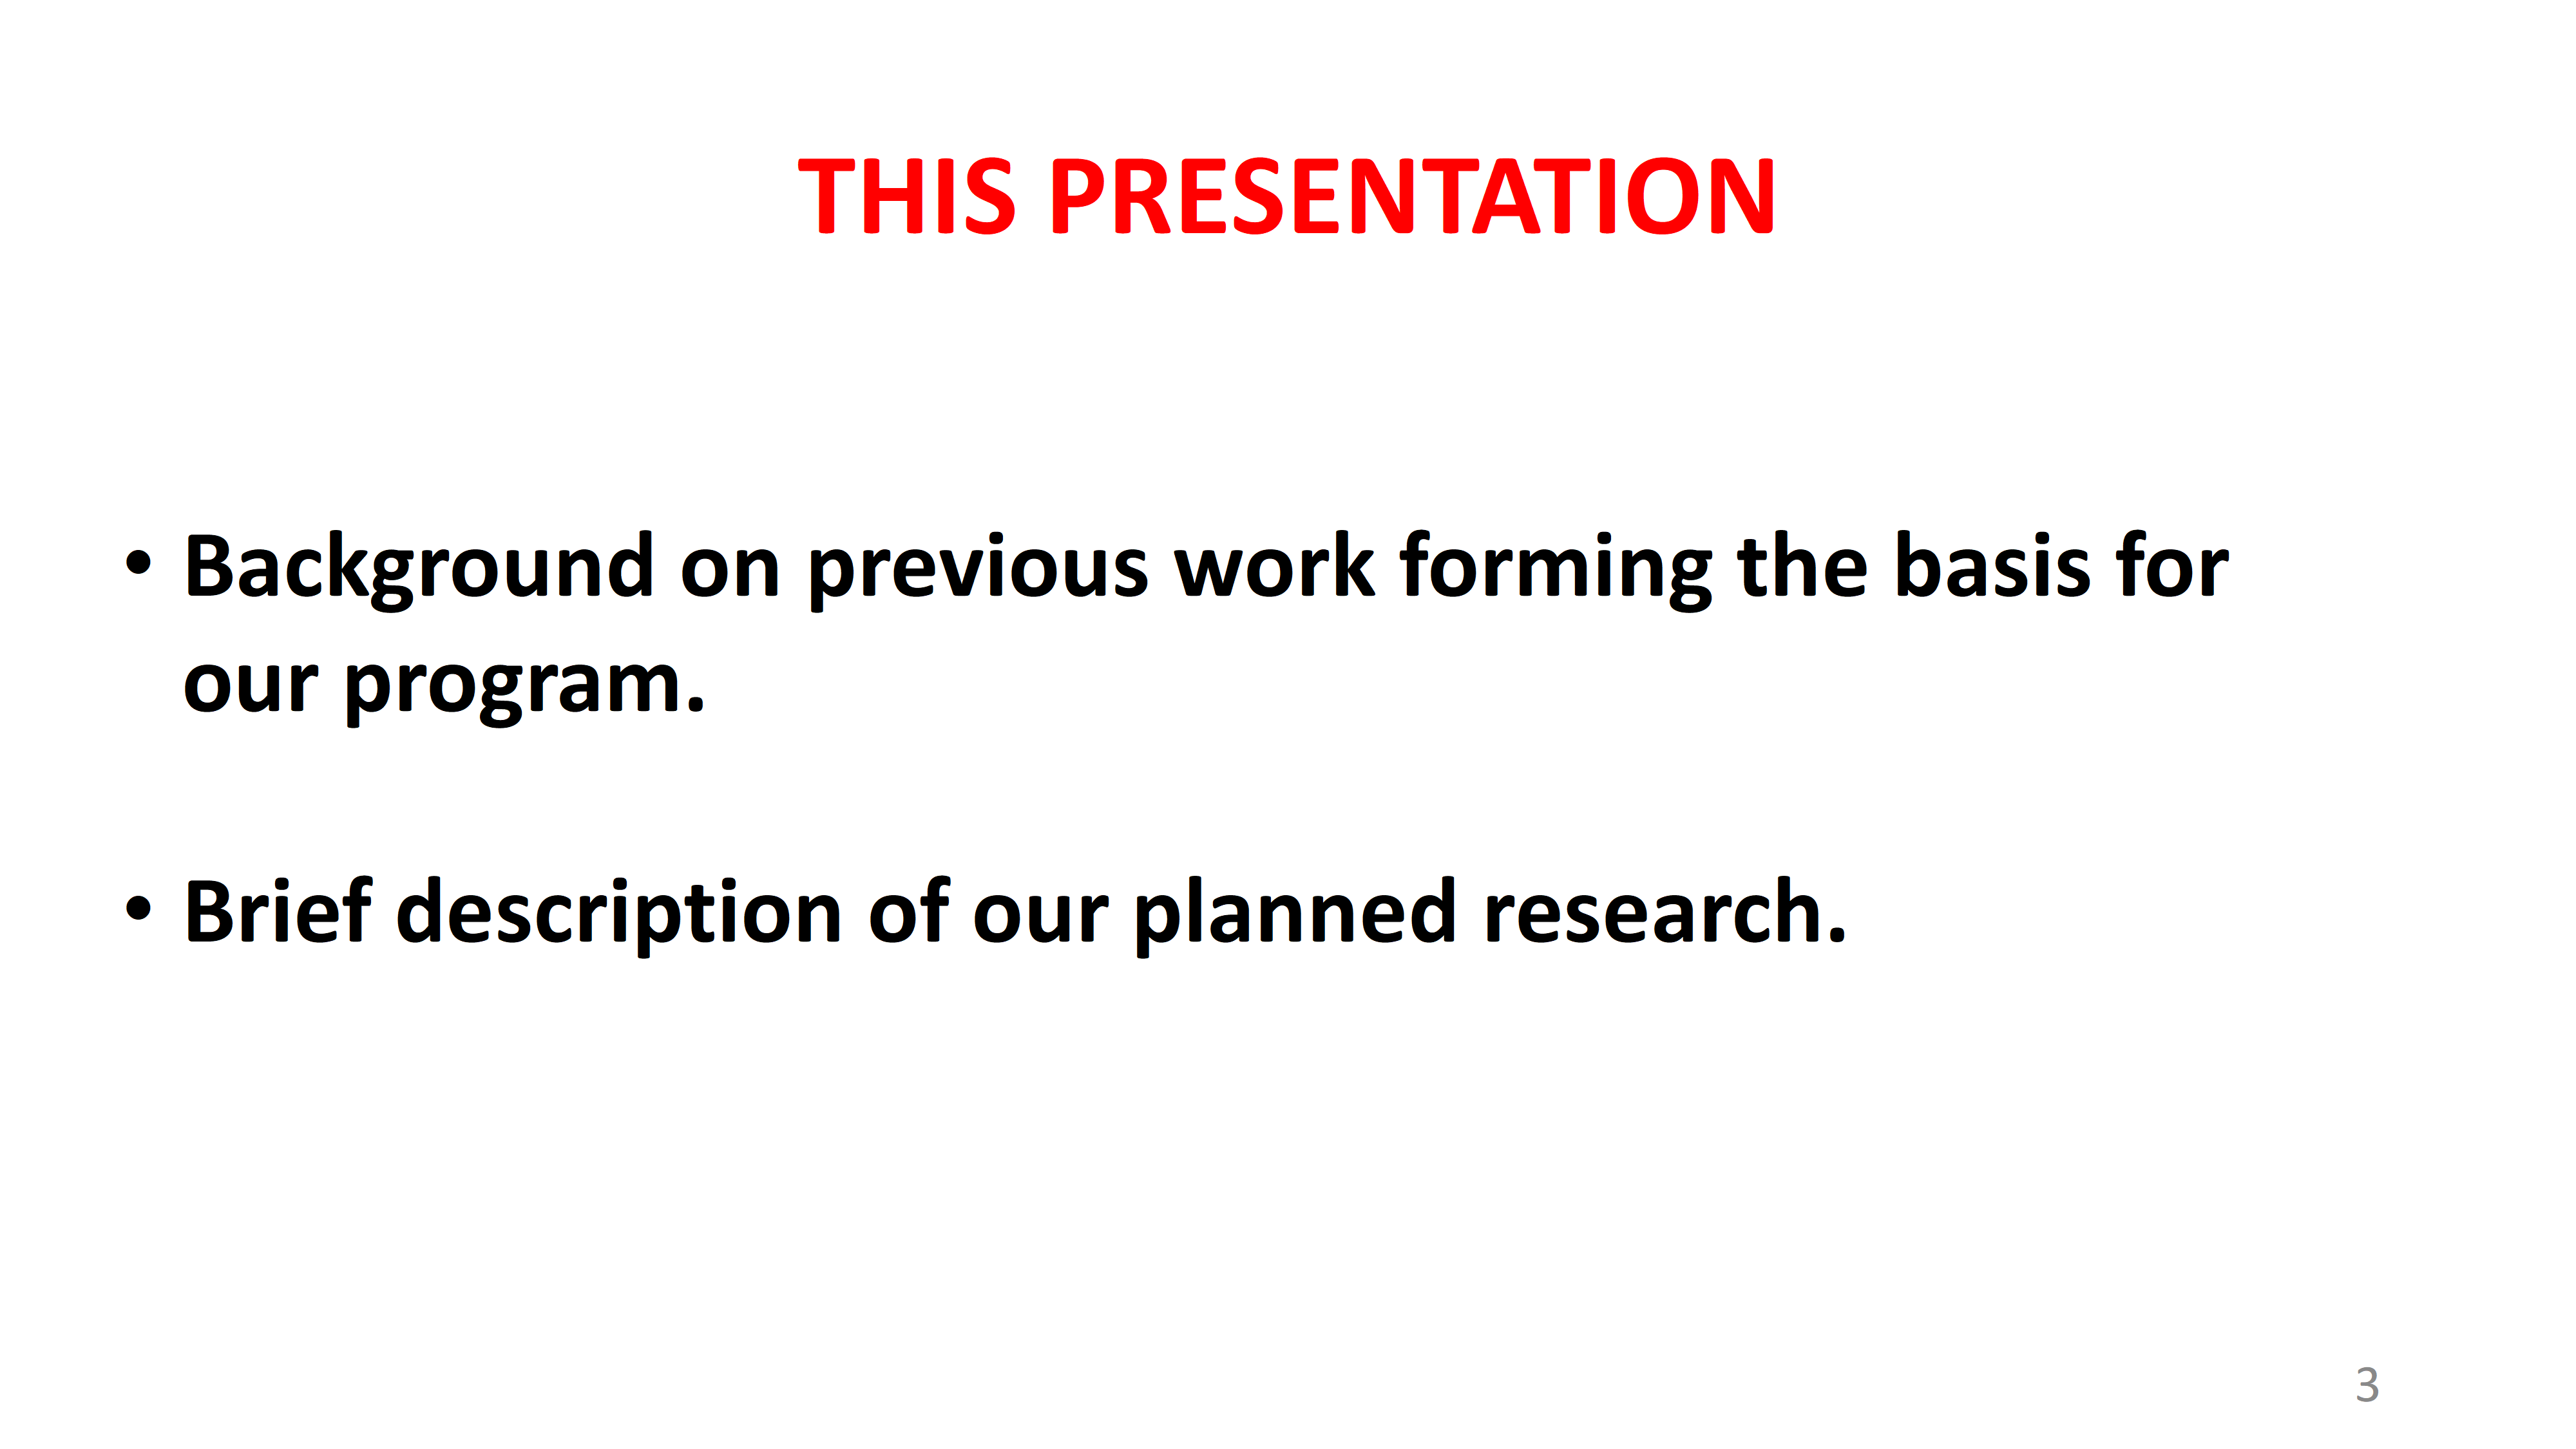 THIS PRESENTATION
• Background on previous work forming the basis for
our program.
• Brief description of our planned research.
3